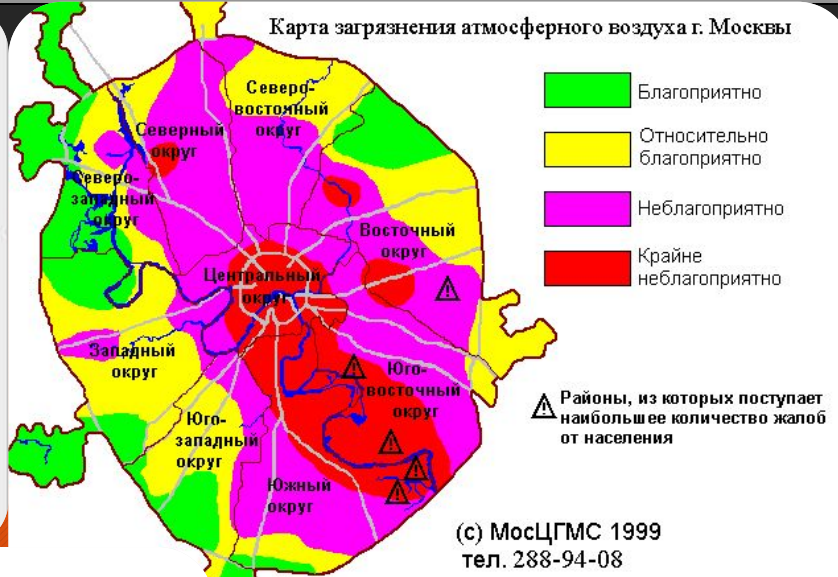 Карта загрязнения атмосферного воздуха г. Москвы
Благоприятно
Относительно
благоприятно
Неблагоприятно
Крайне
неблагоприятно
Северо-
восточный
округ
Северный
округ
Северо-
западный
округ
Восточный
округ
Центральный
округ
Западный
округ
Юго-
восточный
округ
Юго-
западный
округ
Южный
округ
Районы, из которых поступает
наибольшее количество жалоб
от населения
(с) МосЦГМС 1999
тел. 288-94-08